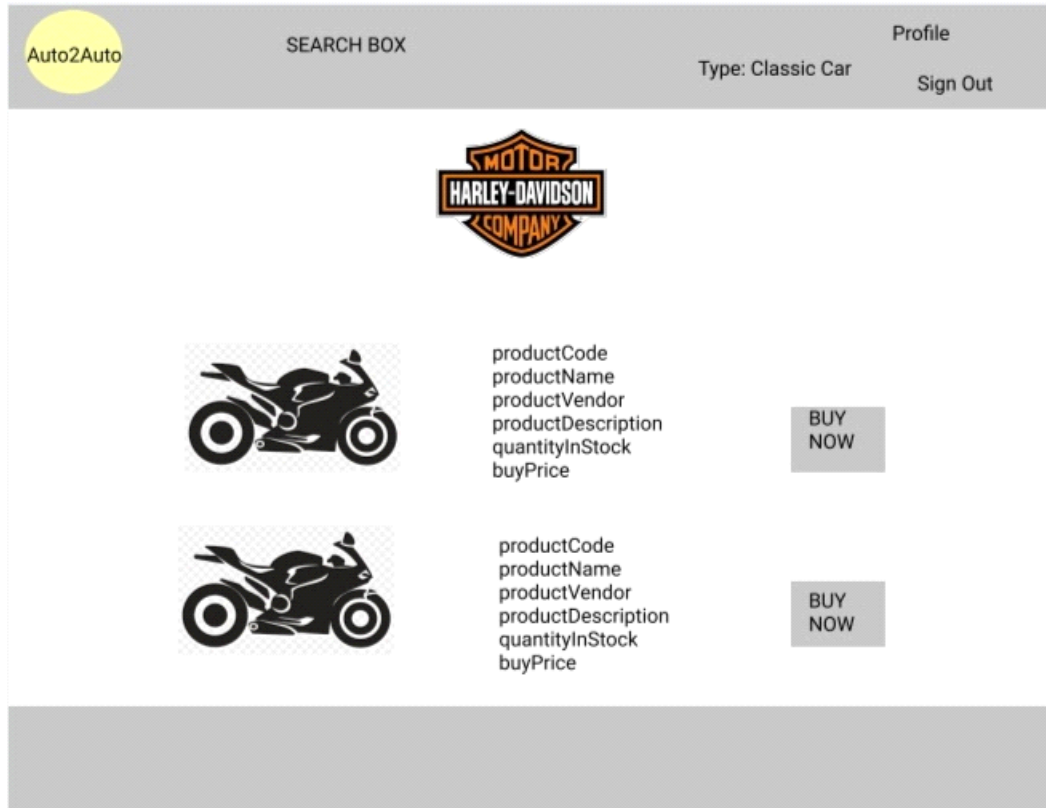 Auto2Auto
SEARCH BOX
Profile
Type: Classic Car
Sign Out
MOTOR
HARLEY-DAVIDSON
COMPANY
productCode
productName
productVendor
productDescription
quantityInStock
buyPrice
BUY
NOW
productCode
productName
productVendor
productDescription
quantityInStock
buyPrice
BUY
NOW